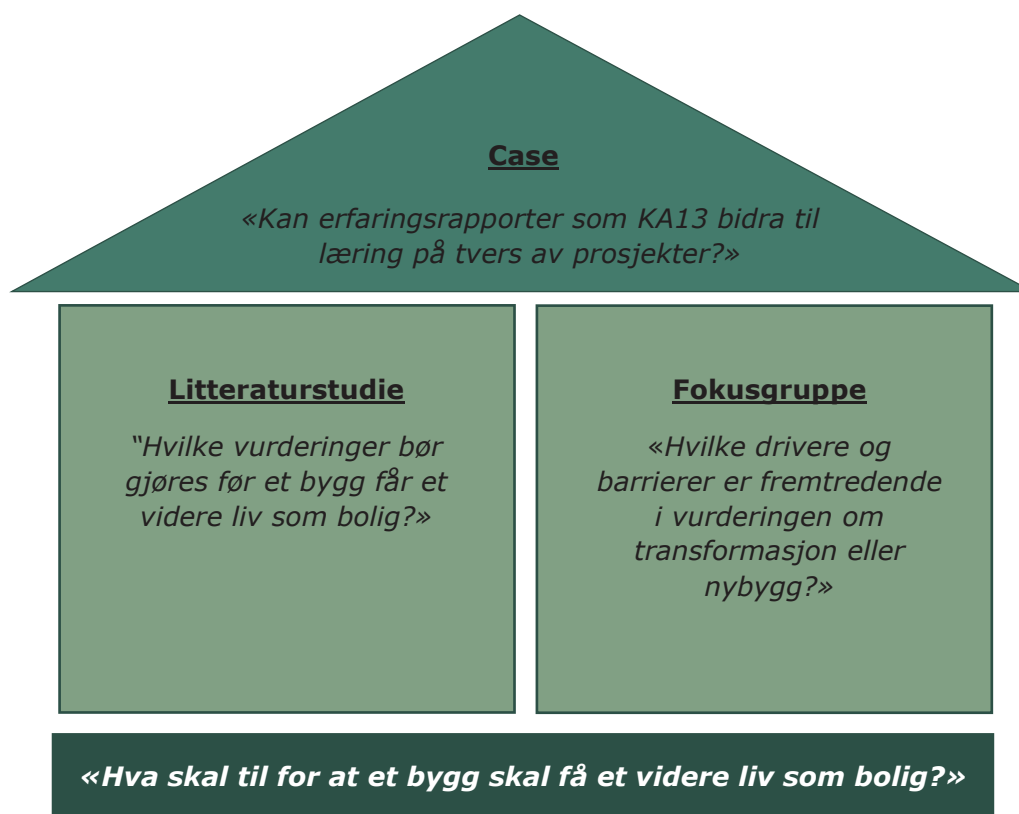 Case
«Kan erfaringsrapporter som KA13 bidra til
læring på tvers av prosjekter?»
Litteraturstudie
“Hvilke vurderinger bør
gjøres før et bygg får et
videre liv som bolig?»
Fokusgruppe
«Hvilke drivere og
barrierer er fremtredende
i vurderingen om
transformasjon eller
nybygg?»
«Hva skal til for at et bygg skal få et videre liv som bolig?»